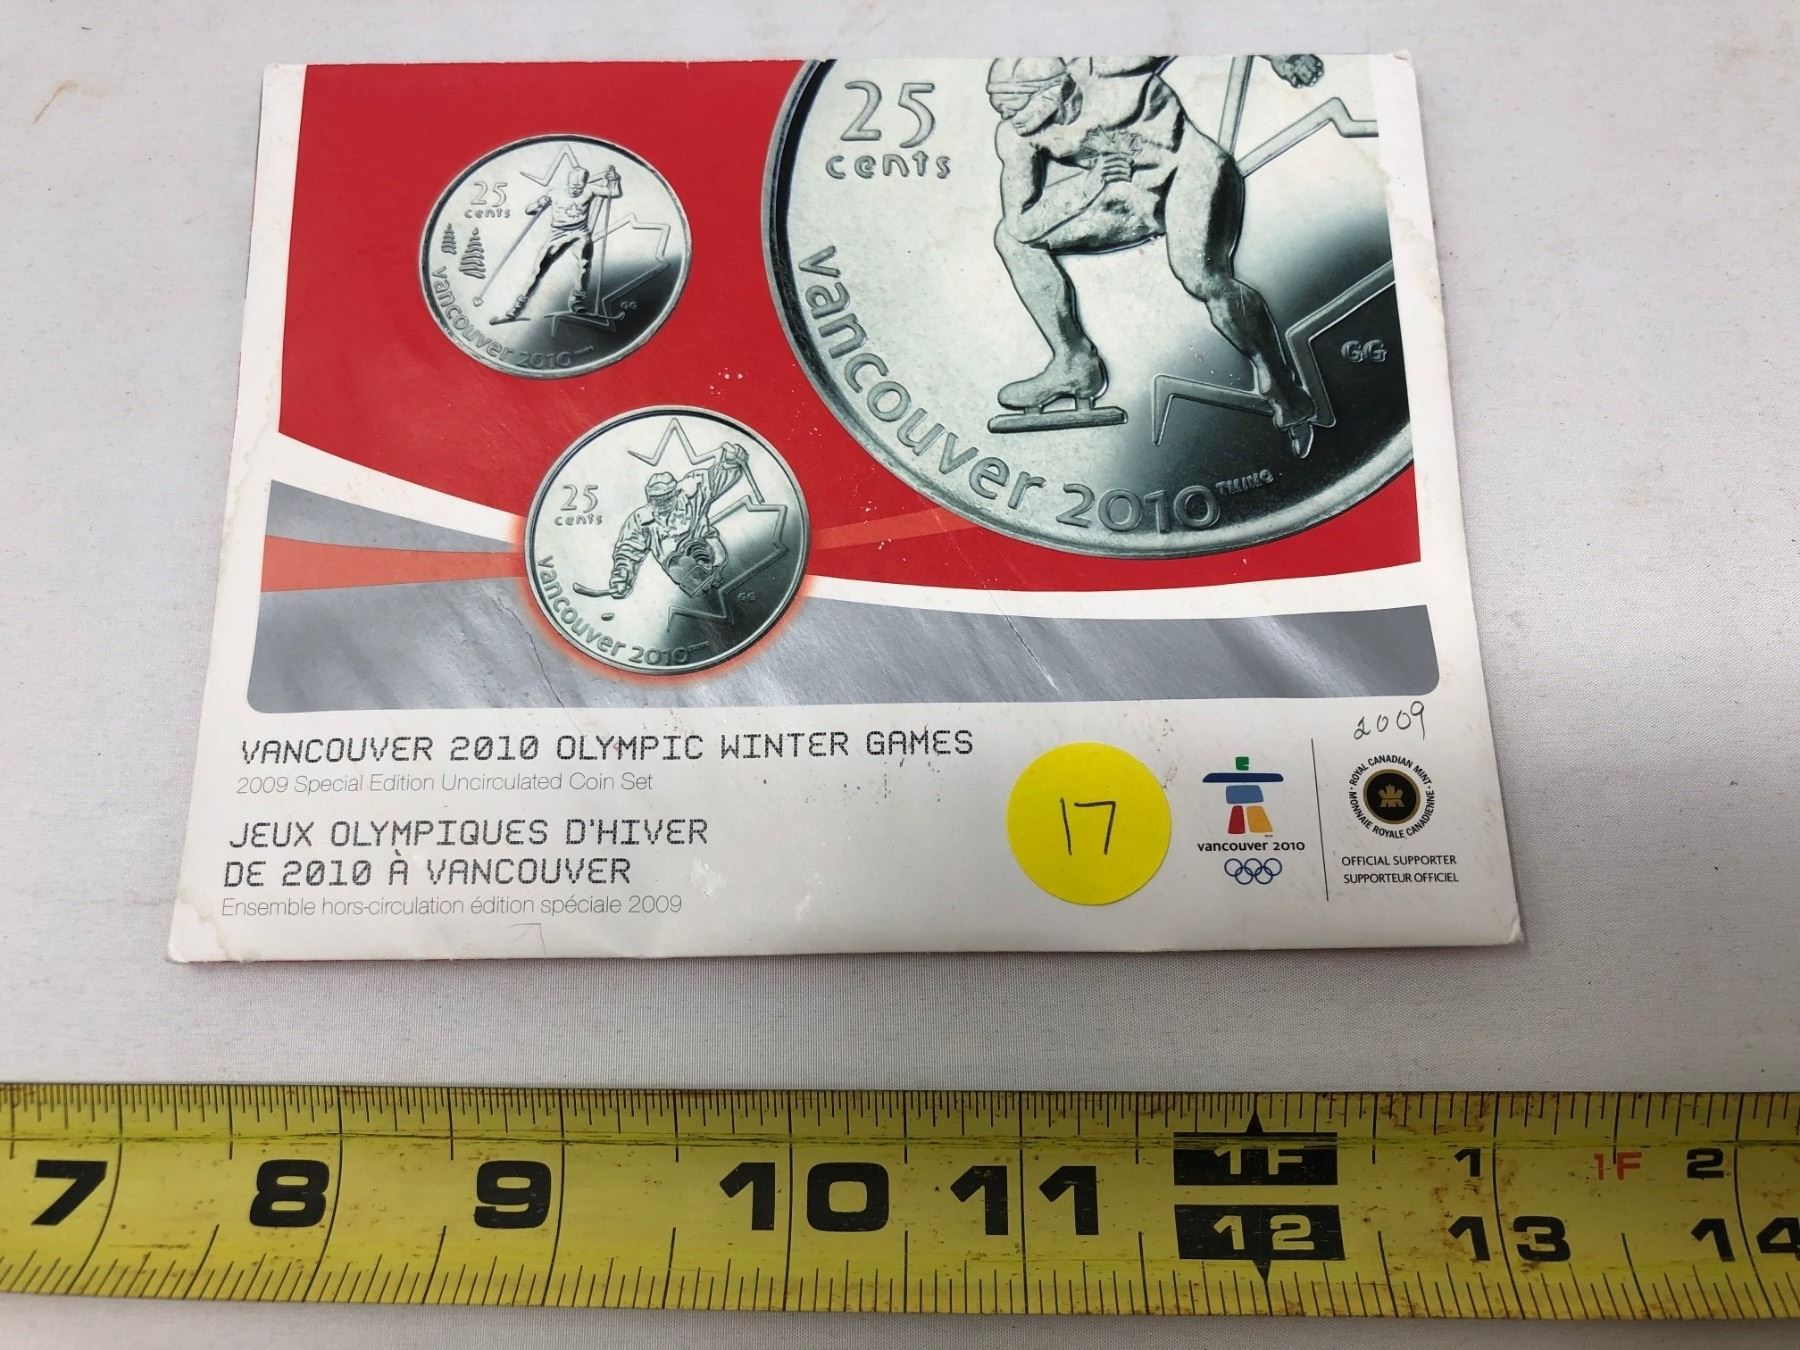 25
cents
vancouver 2010
GG
25
cents
vancouver 2010
GG
25
cents
vancouver 2010
GG
VANCOUVER 2010 OLYMPIC WINTER GAMES
2009 Special Edition Uncirculated Coin Set
JEUX OLYMPIQUES D'HIVER
DE 2010 À VANCOUVER
Ensemble hors-circulation édition spéciale 2009
17
2009
vancouver 2010
ROYAL CANADIAN MINT
MONNAIE ROYALE CANADIENNE
OFFICIAL SUPPORTER
SUPPORTEUR OFFICIEL
1F 1 1F 2
7 8 9 10 11 12 13 14